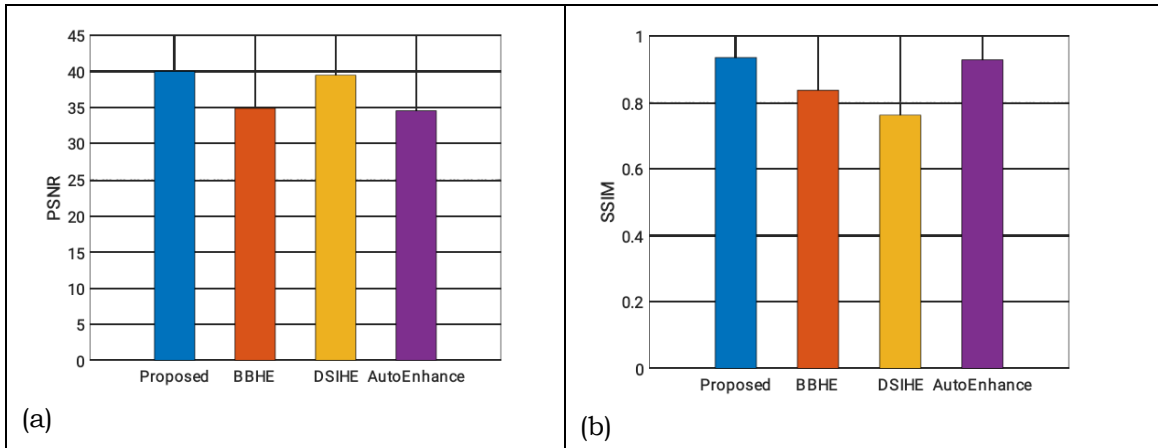 45
40
35
30
25
20
15
10
5
0
PSNR
Proposed BBHE DSIHE AutoEnhance
(a)
1
0.8
0.6
0.4
0.2
0
SSIM
Proposed BBHE DSIHE AutoEnhance
(b)